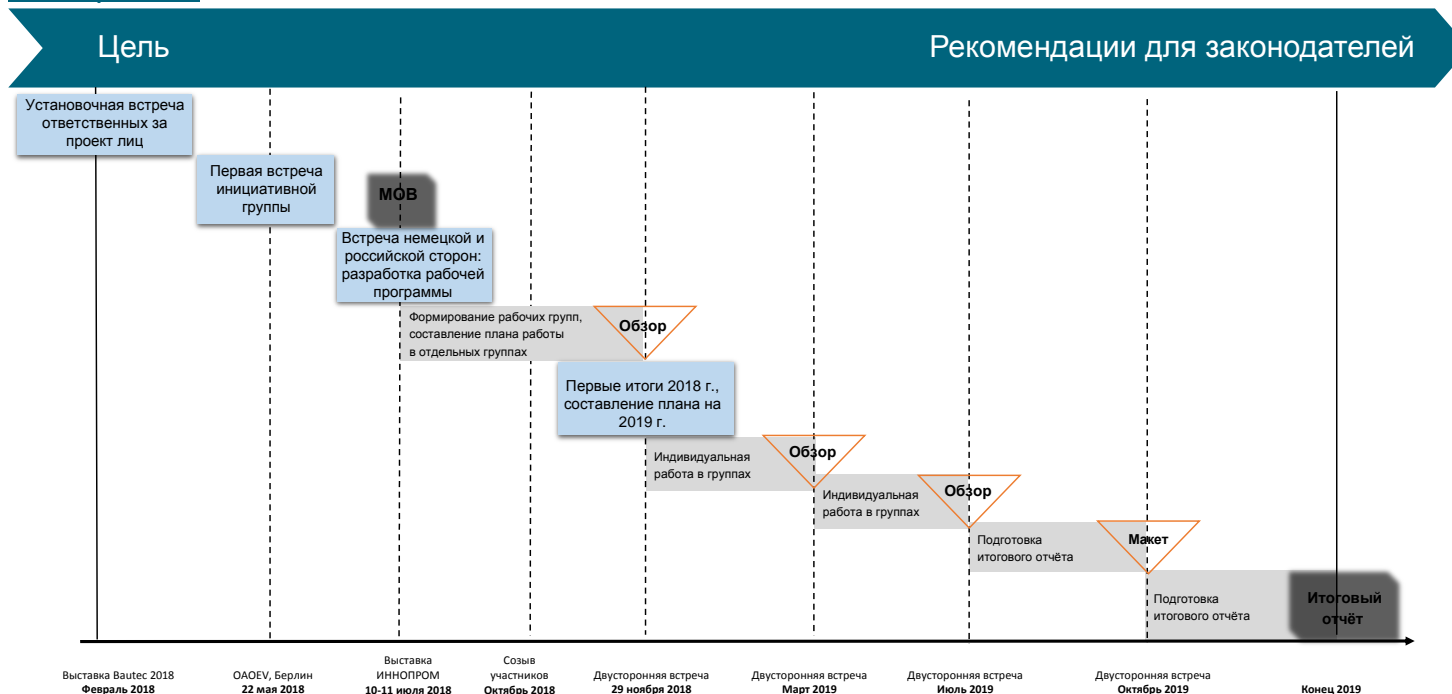 Цель
Рекомендации для законодателей
Установочная встреча
ответственных за
проект лиц
Первая встреча
инициативной
группы
МОВ
Встреча немецкой и
российской сторон:
разработка рабочей
программы
Формирование рабочих групп,
составление плана работы
в отдельных группах
Обзор
Первые итоги 2018 г.,
составление плана на
2019 г.
Индивидуальная
работа в группах
Обзор
Индивидуальная
работа в группах
Обзор
Подготовка
итогового отчёта
Макет
Подготовка
итогового отчёта
Итоговый
отчёт
Выставка Bautec 2018
Февраль 2018
OAOEV, Берлин
22 мая 2018
Выставка
ИННОПРОМ
10-11 июля 2018
Созыв
участников
Октябрь 2018
Двусторонняя встреча
29 ноября 2018
Двусторонняя встреча
Март 2019
Двусторонняя встреча
Июль 2019
Двусторонняя встреча
Октябрь 2019
Конец 2019